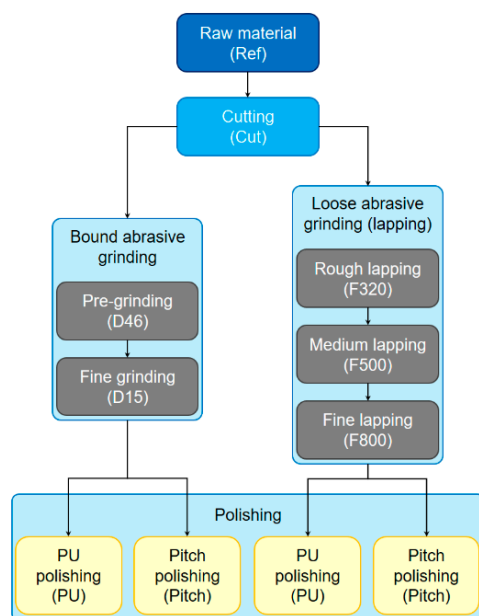 Raw material
(Ref)
Cutting
(Cut)
Bound abrasive
grinding
Pre-grinding
(D46)
Fine grinding
(D15)
Loose abrasive
grinding (lapping)
Rough lapping
(F320)
Medium lapping
(F500)
Fine lapping
(F800)
Polishing
PU
polishing
(PU)
Pitch
polishing
(Pitch)
PU
polishing
(PU)
Pitch
polishing
(Pitch)